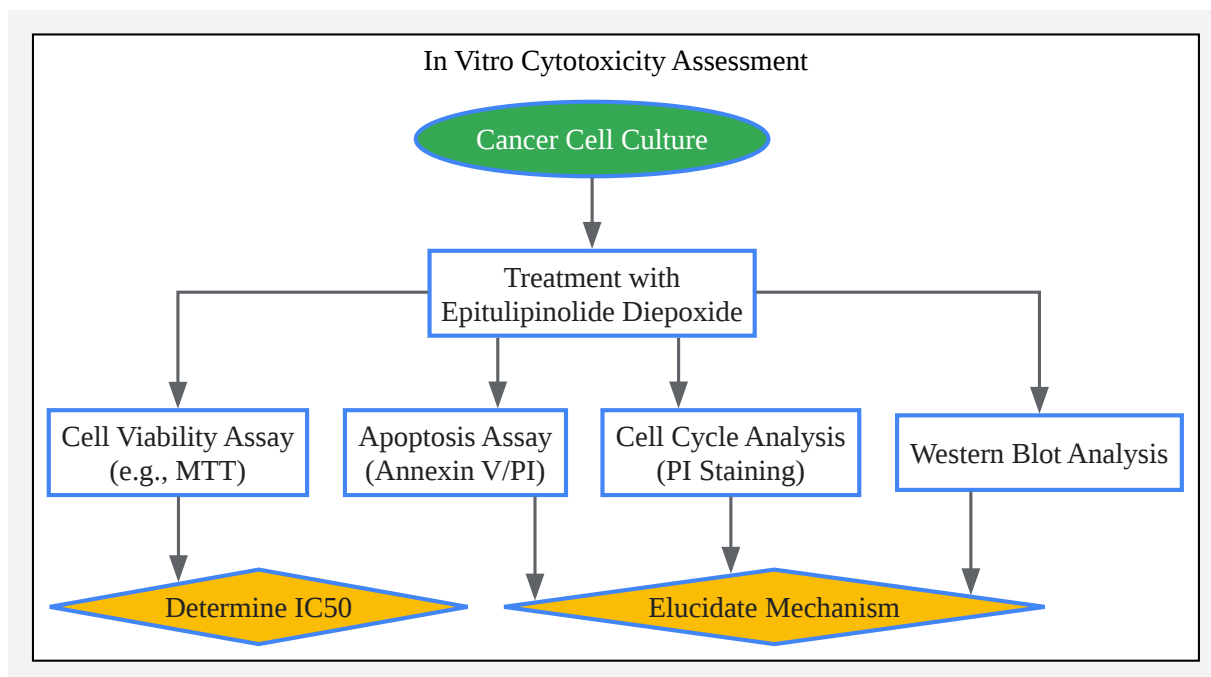 In Vitro Cytotoxicity Assessment
Cancer Cell Culture
Treatment with
Epitulipinolide Diepoxide
Cell Viability Assay
(e.g., MTT)
Apoptosis Assay
(Annexin V/PI)
Cell Cycle Analysis
(PI Staining)
Western Blot Analysis
Determine IC50
Elucidate Mechanism